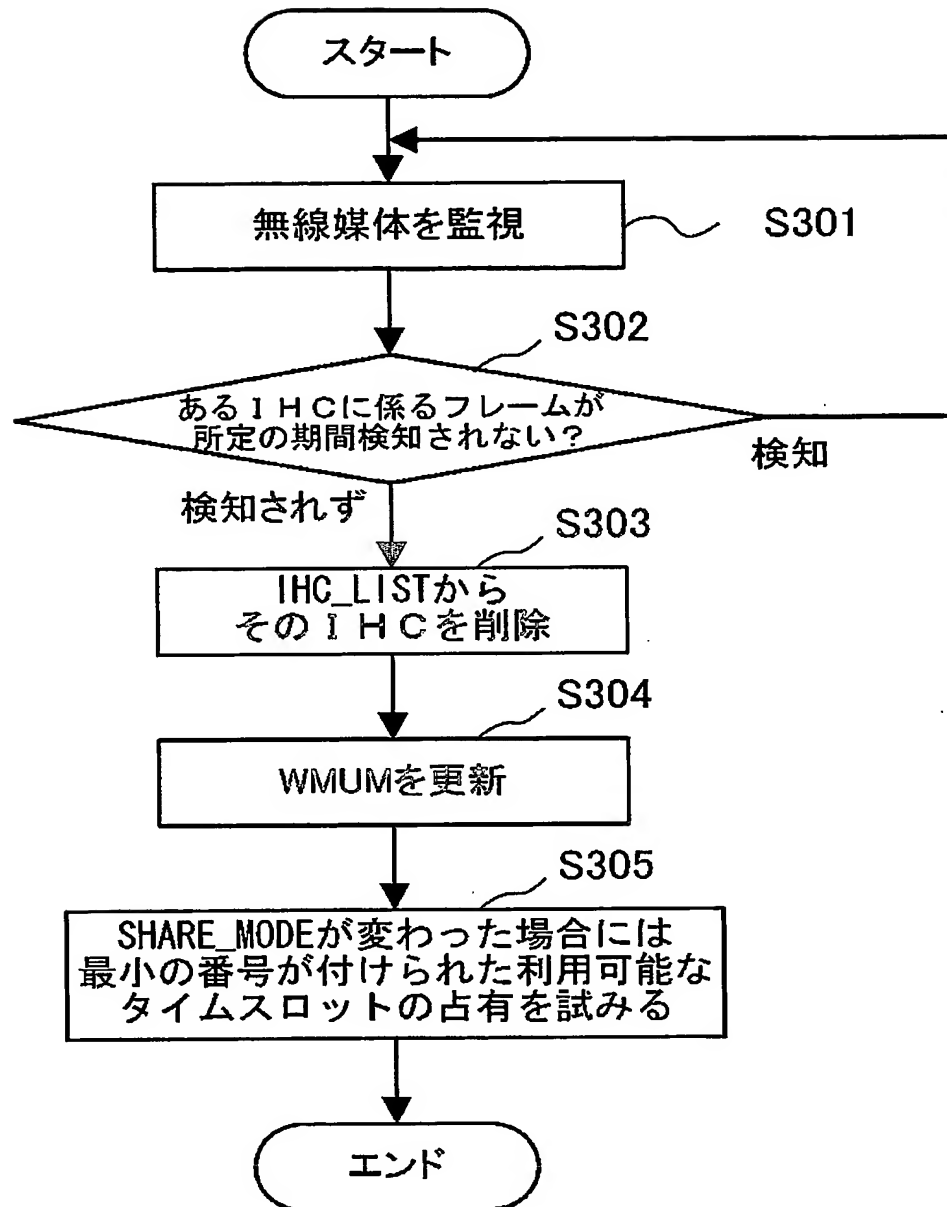 スタート
無線媒体を監視
S301
S302
あるＩＨＣに係るフレームが
所定の期間検知されない？
検知
検知されず
S303
IHC_LISTから
そのＩＨＣを削除
S304
WMUMを更新
S305
SHARE_MODEが変わった場合には
最小の番号が付けられた利用可能な
タイムスロットの占有を試みる
エンド